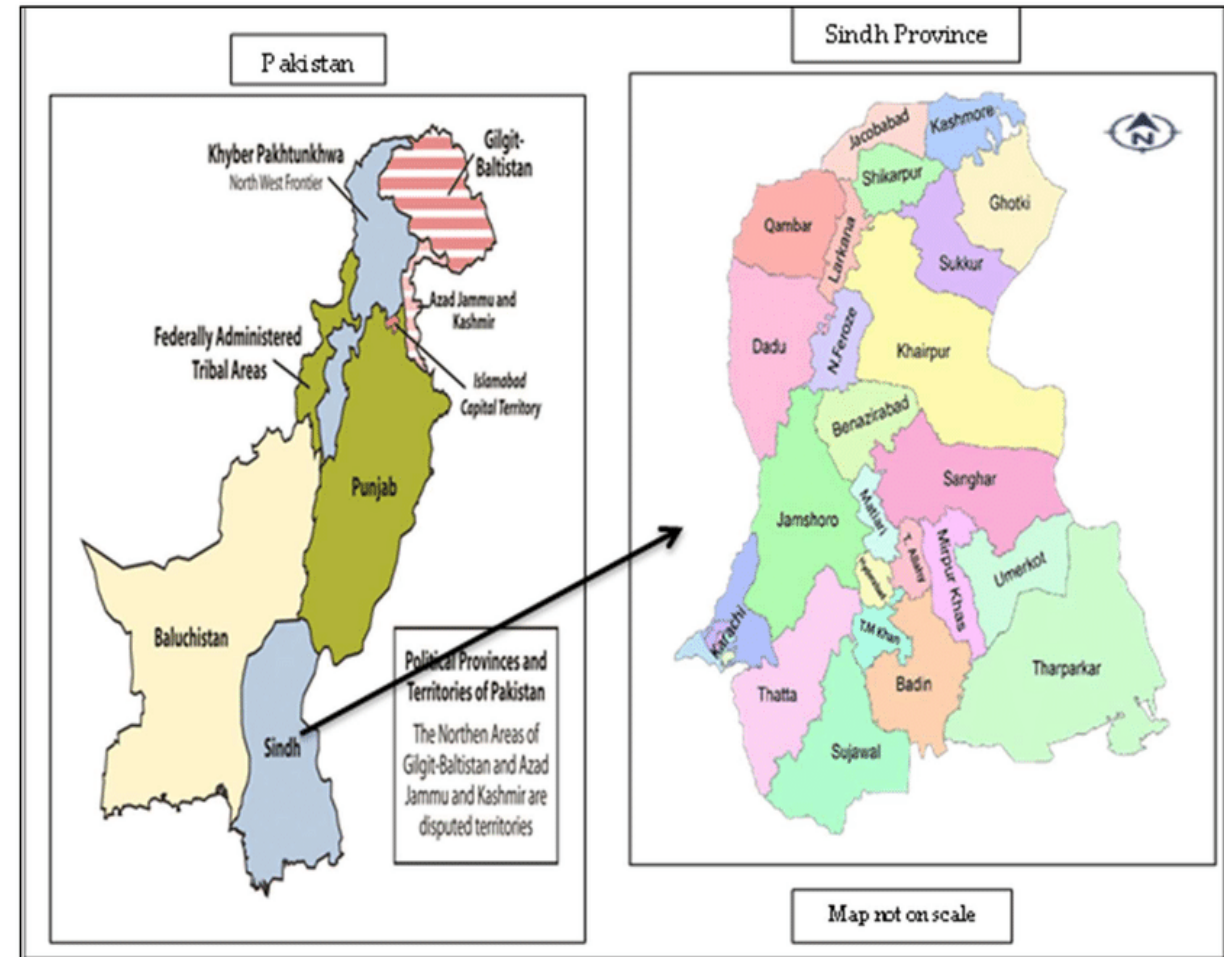 Pakistan
Khyber Pakhtunkhwa
North West Frontier
Gilgit-
Baltistan
Azad Jammu and
Kashmir
Federally Administered
Tribal Areas
Islamabad
Capital Territory
Punjab
Baluchistan
Sindh
Political Provinces and
Territories of Pakistan
The Northen Areas of
Gilgit-Baltistan and Azad
Jammu and Kashmir are
disputed territories
Sindh Province
N
Jacobabad
Kashmore
Shikarpur
Ghotki
Qambar
Larkana
Sukkur
Dadu
N.Feroze
Khairpur
Benazirabad
Sanghar
Matiari
Jamshoro
T. Allahy
Mirpur Khas
Umerkot
Hyderabad
Karachi
T.M Khan
Tharparkar
Thatta
Badin
Sujawal
Map not on scale